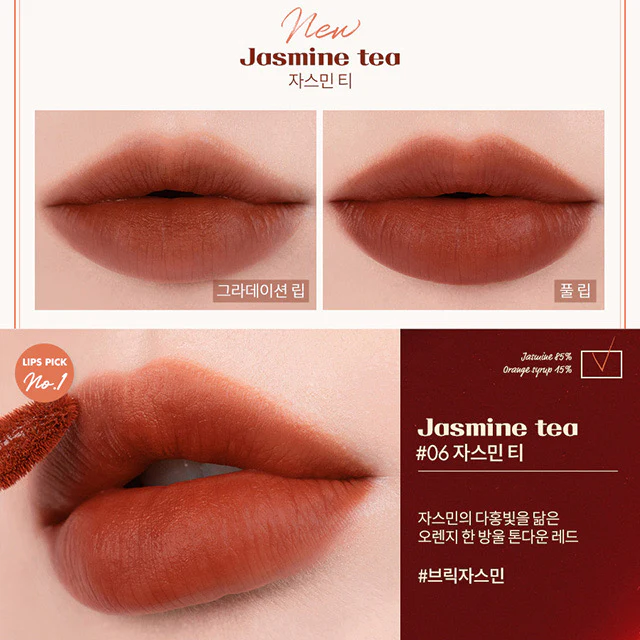 New
Jasmine tea
자스민 티
그라데이션 립
풀 립
LIPS PICK
No.1
Jasmine 85%
Orange syrup 15%
Jasmine tea
#06 자스민 티
자스민의 다홍빛을 닮은
오렌지 한 방울 톤다운 레드
#브릭자스민